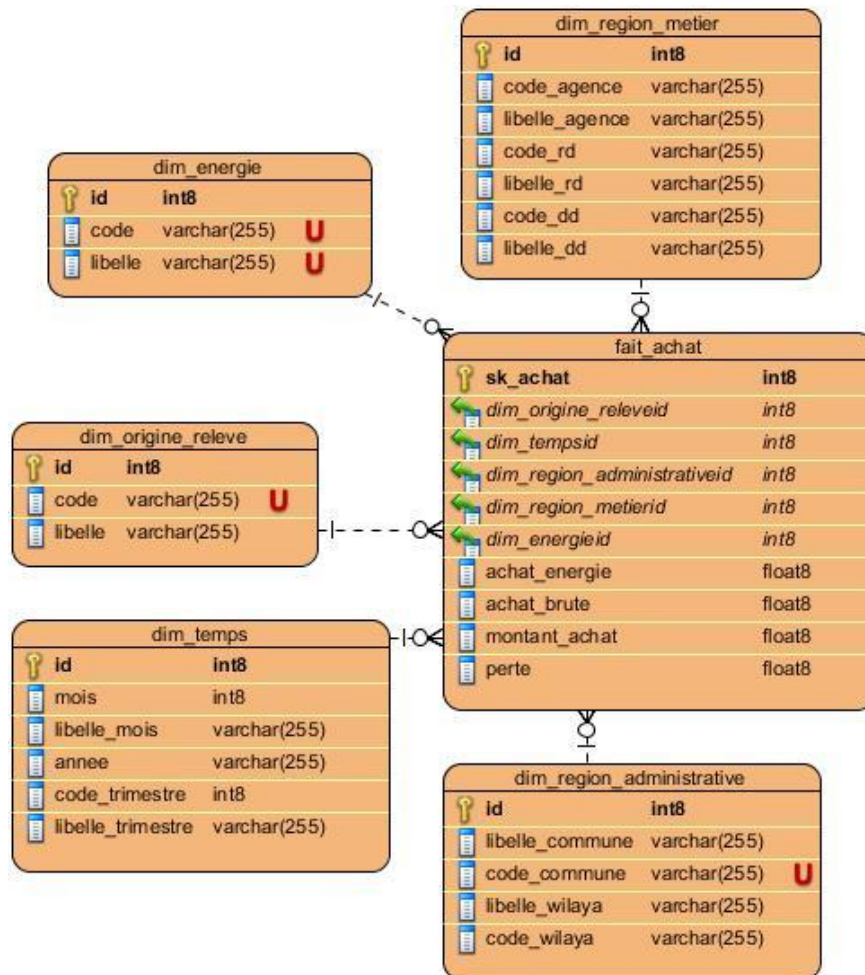 dim_region_metier
id int8
code_agence varchar(255)
libelle_agence varchar(255)
code_rd varchar(255)
libelle_rd varchar(255)
code_dd varchar(255)
libelle_dd varchar(255)
dim_energie
id int8
code varchar(255) U
libelle varchar(255) U
fait_achat
sk_achat int8
dim_origine_releveid int8
dim_tempsid int8
dim_region_administrativeid int8
dim_region_metierid int8
dim_energieid int8
achat_energie float8
achat_brute float8
montant_achat float8
perte float8
dim_origine_releve
id int8
code varchar(255) U
libelle varchar(255)
dim_temps
id int8
mois int8
libelle_mois varchar(255)
annee varchar(255)
code_trimestre int8
libelle_trimestre varchar(255)
dim_region_administrative
id int8
libelle_commune varchar(255)
code_commune varchar(255) U
libelle_wilaya varchar(255)
code_wilaya varchar(255)